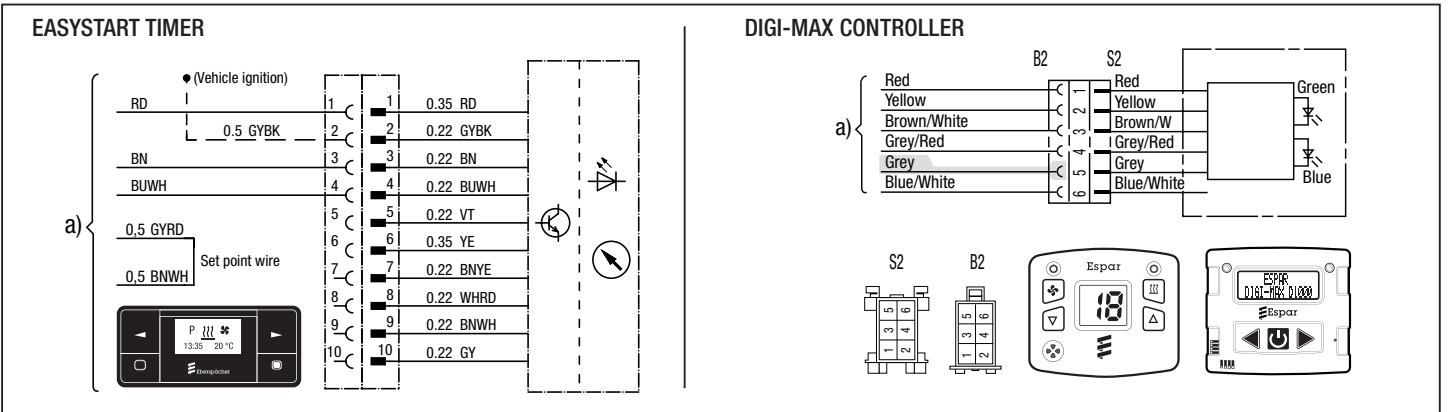 EASYSTART TIMER
a)
(Vehicle ignition)
RD
1
1
0.35 RD
0.5 GYBK
2
2
0.22 GYBK
BN
3
3
0.22 BN
BUWH
4
4
0.22 BUWH
5
5
0.22 VT
0,5 GYRD
6
6
0.35 YE
Set point wire
7
7
0.22 BNYE
0,5 BNWH
8
8
0.22 WHRD
9
9
0.22 BNWH
10
10
0.22 GY
P
13:35 20 °C
Eberspächer
DIGI-MAX CONTROLLER
B2
S2
a)
Red
1
Red
Green
Yellow
2
Yellow
Brown/White
3
Brown/W
Grey/Red
4
Grey/Red
Grey
5
Grey
Blue
Blue/White
6
Blue/White
S2
5 6
3 4
1 2
B2
5 6
3 4
1 2
Espar
18
ESPAR
DIGI-MAX D1000
Espar